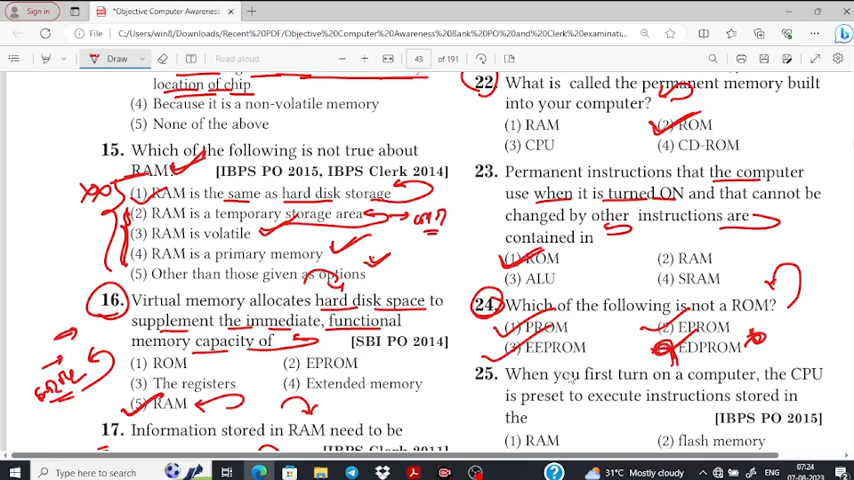 Sign in
*Objective Computer Awareness
C:/Users/win8/Downloads/Recent%20PDF/Objective%20Computer%20Awareness%20Bank%20PO%20and%20Clerk%20examinati...
Draw
Read aloud
43 of 191
location of chip
(4) Because it is a non-volatile memory
(5) None of the above
15. Which of the following is not true about
RAM? [IBPS PO 2015, IBPS Clerk 2014]
(1) RAM is the same as hard disk storage
(2) RAM is a temporary storage area
(3) RAM is volatile
(4) RAM is a primary memory
(5) Other than those given as options
16. Virtual memory allocates hard disk space to
supplement the immediate, functional
memory capacity of [SBI PO 2014]
(1) ROM (2) EPROM
(3) The registers (4) Extended memory
(5) RAM
17. Information stored in RAM need to be
22. What is called the permanent memory built
into your computer?
(1) RAM (2) ROM
(3) CPU (4) CD-ROM
23. Permanent instructions that the computer
use when it is turned ON and that cannot be
changed by other instructions are
contained in
(1) ROM (2) RAM
(3) ALU (4) SRAM
24. Which of the following is not a ROM?
(1) PROM (2) EPROM
(3) EEPROM (4) EDPROM
25. When you first turn on a computer, the CPU
is preset to execute instructions stored in
the [IBPS PO 2015]
(1) RAM (2) flash memory
Type here to search
31°C Mostly cloudy
ENG
07:24
07-08-2023